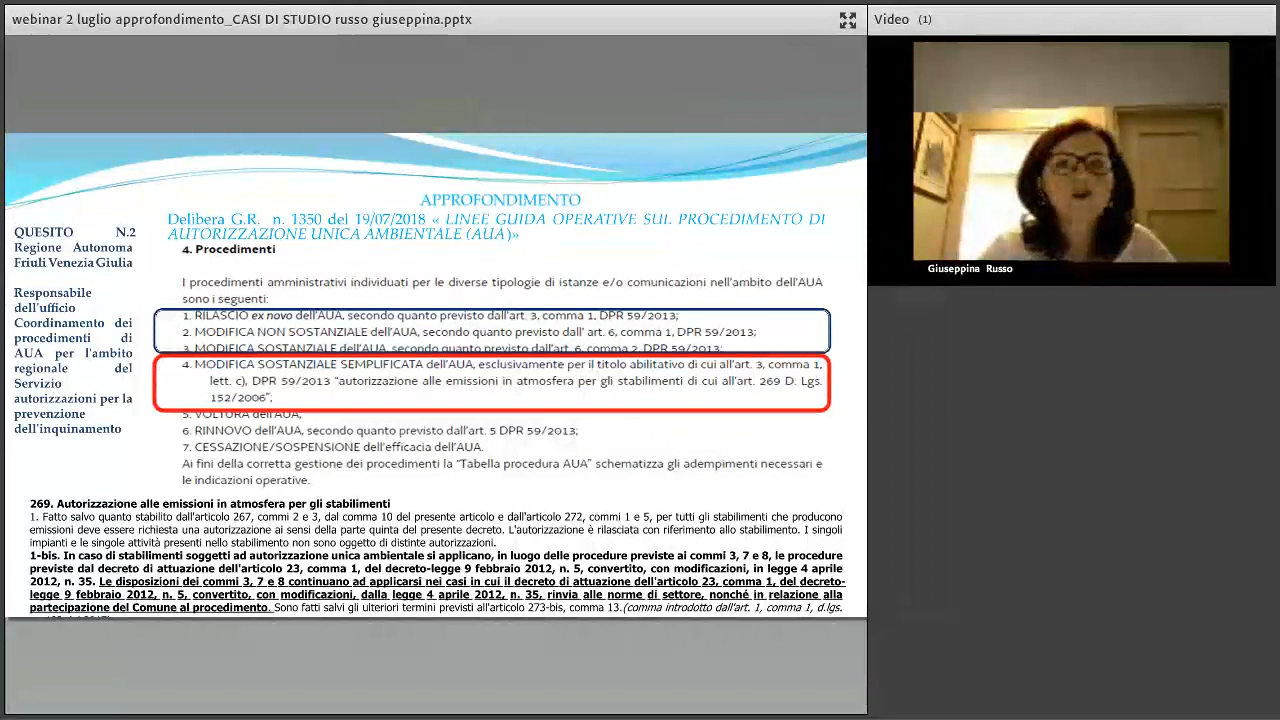 webinar 2 luglio approfondimento_CASI DI STUDIO russo giuseppina.pptx
Video (1)
Giuseppina Russo
APPROFONDIMENTO
Delibera G.R. n. 1350 del 19/07/2018 « LINEE GUIDA OPERATIVE SUL PROCEDIMENTO DI
AUTORIZZAZIONE UNICA AMBIENTALE (AUA)»
QUESITO N.2
Regione Autonoma
Friuli Venezia Giulia
Responsabile
dell'ufficio
Coordinamento dei
procedimenti di
AUA per l'ambito
regionale del
Servizio
autorizzazioni per la
prevenzione
dell'inquinamento
4. Procedimenti
I procedimenti amministrativi individuati per le diverse tipologie di istanze e/o comunicazioni nell'ambito dell'AUA
sono i seguenti:
1. RILASCIO ex novo dell'AUA, secondo quanto previsto dall'art. 3, comma 1, DPR 59/2013;
2. MODIFICA NON SOSTANZIALE dell'AUA, secondo quanto previsto dall' art. 6, comma 1, DPR 59/2013;
3. MODIFICA SOSTANZIALE dell'AUA, secondo quanto previsto dall'art. 6, comma 2, DPR 59/2013;
4. MODIFICA SOSTANZIALE SEMPLIFICATA dell'AUA, esclusivamente per il titolo abilitativo di cui all'art. 3, comma 1,
lett. c), DPR 59/2013 "autorizzazione alle emissioni in atmosfera per gli stabilimenti di cui all'art. 269 D. Lgs.
152/2006";
5. VOLTURA dell'AUA;
6. RINNOVO dell'AUA, secondo quanto previsto dall'art. 5 DPR 59/2013;
7. CESSAZIONE/SOSPENSIONE dell'efficacia dell'AUA.
Ai fini della corretta gestione dei procedimenti la "Tabella procedura AUA" schematizza gli adempimenti necessari e
le indicazioni operative.
269. Autorizzazione alle emissioni in atmosfera per gli stabilimenti
1. Fatto salvo quanto stabilito dall'articolo 267, commi 2 e 3, dal comma 10 del presente articolo e dall'articolo 272, commi 1 e 5, per tutti gli stabilimenti che producono
emissioni deve essere richiesta una autorizzazione ai sensi della parte quinta del presente decreto. L'autorizzazione è rilasciata con riferimento allo stabilimento. I singoli
impianti e le singole attività presenti nello stabilimento non sono oggetto di distinte autorizzazioni.
1-bis. In caso di stabilimenti soggetti ad autorizzazione unica ambientale si applicano, in luogo delle procedure previste ai commi 3, 7 e 8, le procedure
previste dal decreto di attuazione dell'articolo 23, comma 1, del decreto-legge 9 febbraio 2012, n. 5, convertito, con modificazioni, in legge 4 aprile
2012, n. 35. Le disposizioni dei commi 3, 7 e 8 continuano ad applicarsi nei casi in cui il decreto di attuazione dell'articolo 23, comma 1, del decreto-
legge 9 febbraio 2012, n. 5, convertito, con modificazioni, dalla legge 4 aprile 2012, n. 35, rinvia alle norme di settore, nonché in relazione alla
partecipazione del Comune al procedimento. Sono fatti salvi gli ulteriori termini previsti all'articolo 273-bis, comma 13.(comma introdotto dall'art. 1, comma 1, d.lgs.